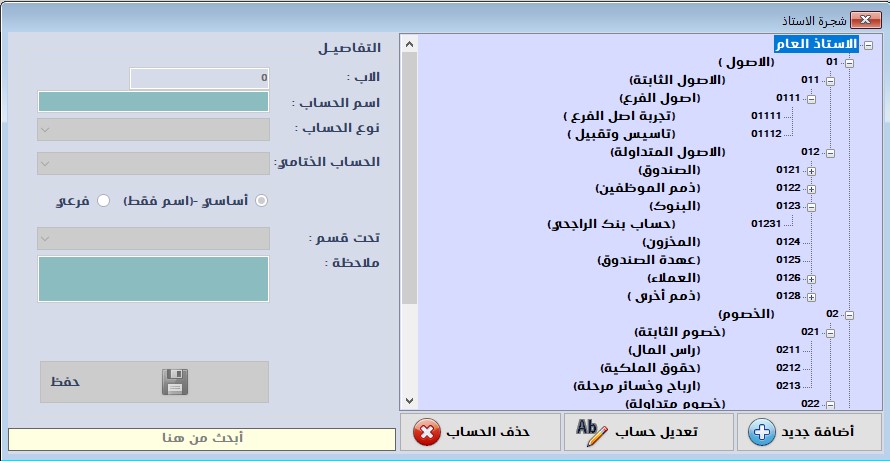 شجرة الاستاذ
الاستاذ العام
01 (الاصول )
011 (الاصول الثابتة)
0111 (اصول الفرع)
01111 (تجربة اصل الفرع )
01112 (تاسيس وتقبيل )
012 (الاصول المتداولة)
0121 (الصندوق)
0122 (ذمم الموظفين)
0123 (البنوك)
01231 (حساب بنك الراجحي)
0124 (المخزون)
0125 (عهدة الصندوق)
0126 (العملاء)
0128 (ذمم أخرى )
02 (الخصوم)
021 (خصوم الثابتة)
0211 (راس المال)
0212 (حقوق الملكية)
0213 (ارباح وخسائر مرحلة)
022 (خصوم متداولة)
أضافة جديد
تعديل حساب
حذف الحساب
التفاصيل
الاب : 0
اسم الحساب :
نوع الحساب :
الحساب الختامي:
أساسي -(اسم فقط) فرعي
تحت قسم :
ملاحظة :
حفظ
أبحث من هنا